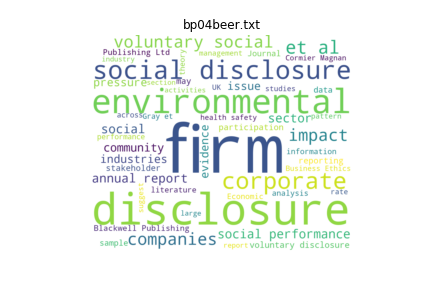 bp04beer.txt
voluntary social
et al
Publishing Ltd
management
Journal
Cormier Magnan
industry
theory
social disclosure
pressure
section
may
UK
issue
studies
data
activities
environmental
across
Gray et
health safety
pattern
social
sector
participation
performance
firm
evidence
impact
community
information
industries
reporting
stakeholder
Business Ethics
annual report
corporate
literature
analysis
rate
suggest
Economic
large
disclosure
Blackwell Publishing
social performance
sample
companies
report
voluntary disclosure